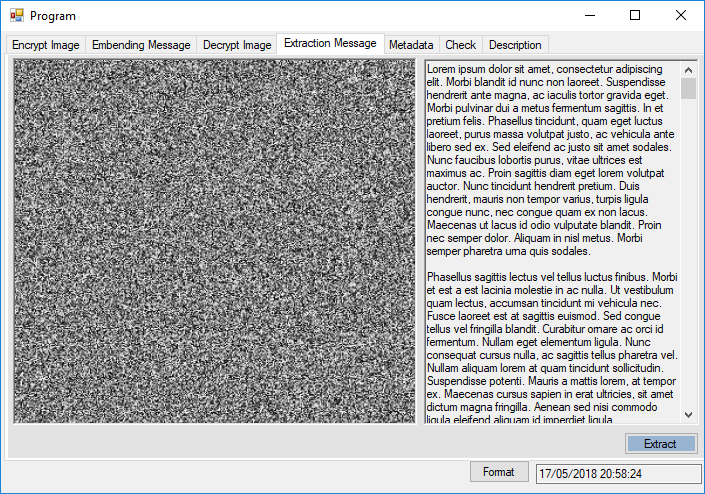 Program
Encrypt Image Embending Message Decrypt Image Extraction Message Metadata Check Description
Lorem ipsum dolor sit amet, consectetur adipiscing
elit. Morbi blandit id nunc non laoreet. Suspendisse
hendrerit ante magna, ac iaculis tortor gravida eget.
Morbi pulvinar dui a metus fermentum sagittis. In et
pretium felis. Phasellus tincidunt, quam eget luctus
laoreet, purus massa volutpat justo, ac vehicula ante
libero sed ex. Sed eleifend ac justo sit amet sodales.
Nunc faucibus lobortis purus, vitae ultrices est
maximus ac. Proin sagittis diam eget lorem volutpat
auctor. Nunc tincidunt hendrerit pretium. Duis
hendrerit, mauris non tempor varius, turpis ligula
congue nunc, nec congue quam ex non lacus.
Maecenas ut lacus id odio vulputate blandit. Proin
nec semper dolor. Aliquam in nisl metus. Morbi
semper pharetra urna quis sodales.
Phasellus sagittis lectus vel tellus luctus finibus. Morbi
et est a est lacinia molestie in ac nulla. Ut vestibulum
quam lectus, accumsan tincidunt mi vehicula nec.
Fusce laoreet est at sagittis euismod. Sed congue
tellus vel fringilla blandit. Curabitur ornare ac orci id
fermentum. Nullam eget elementum ligula. Nunc
consequat cursus nulla, ac sagittis tellus pharetra vel.
Nullam aliquam lorem at quam tincidunt sollicitudin.
Suspendisse potenti. Mauris a mattis lorem, at tempor
ex. Maecenas cursus sapien in erat ultricies, sit amet
dictum magna fringilla. Aenean sed nisi commodo
ligula eleifend aliquam id imperdiet ligula.
Extract
Format 17/05/2018 20:58:24